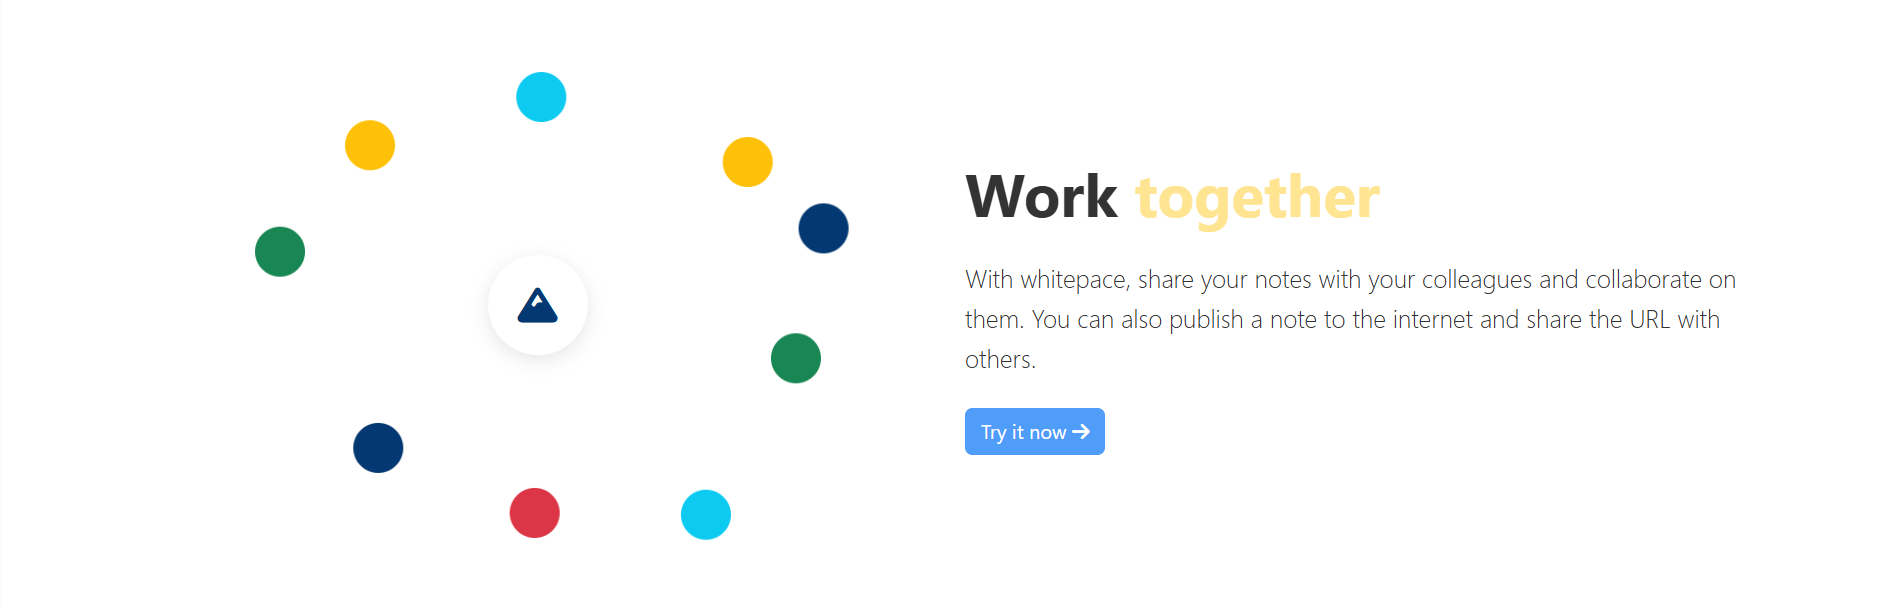 Work together
With whitepace, share your notes with your colleagues and collaborate on
them. You can also publish a note to the internet and share the URL with
others.
Try it now